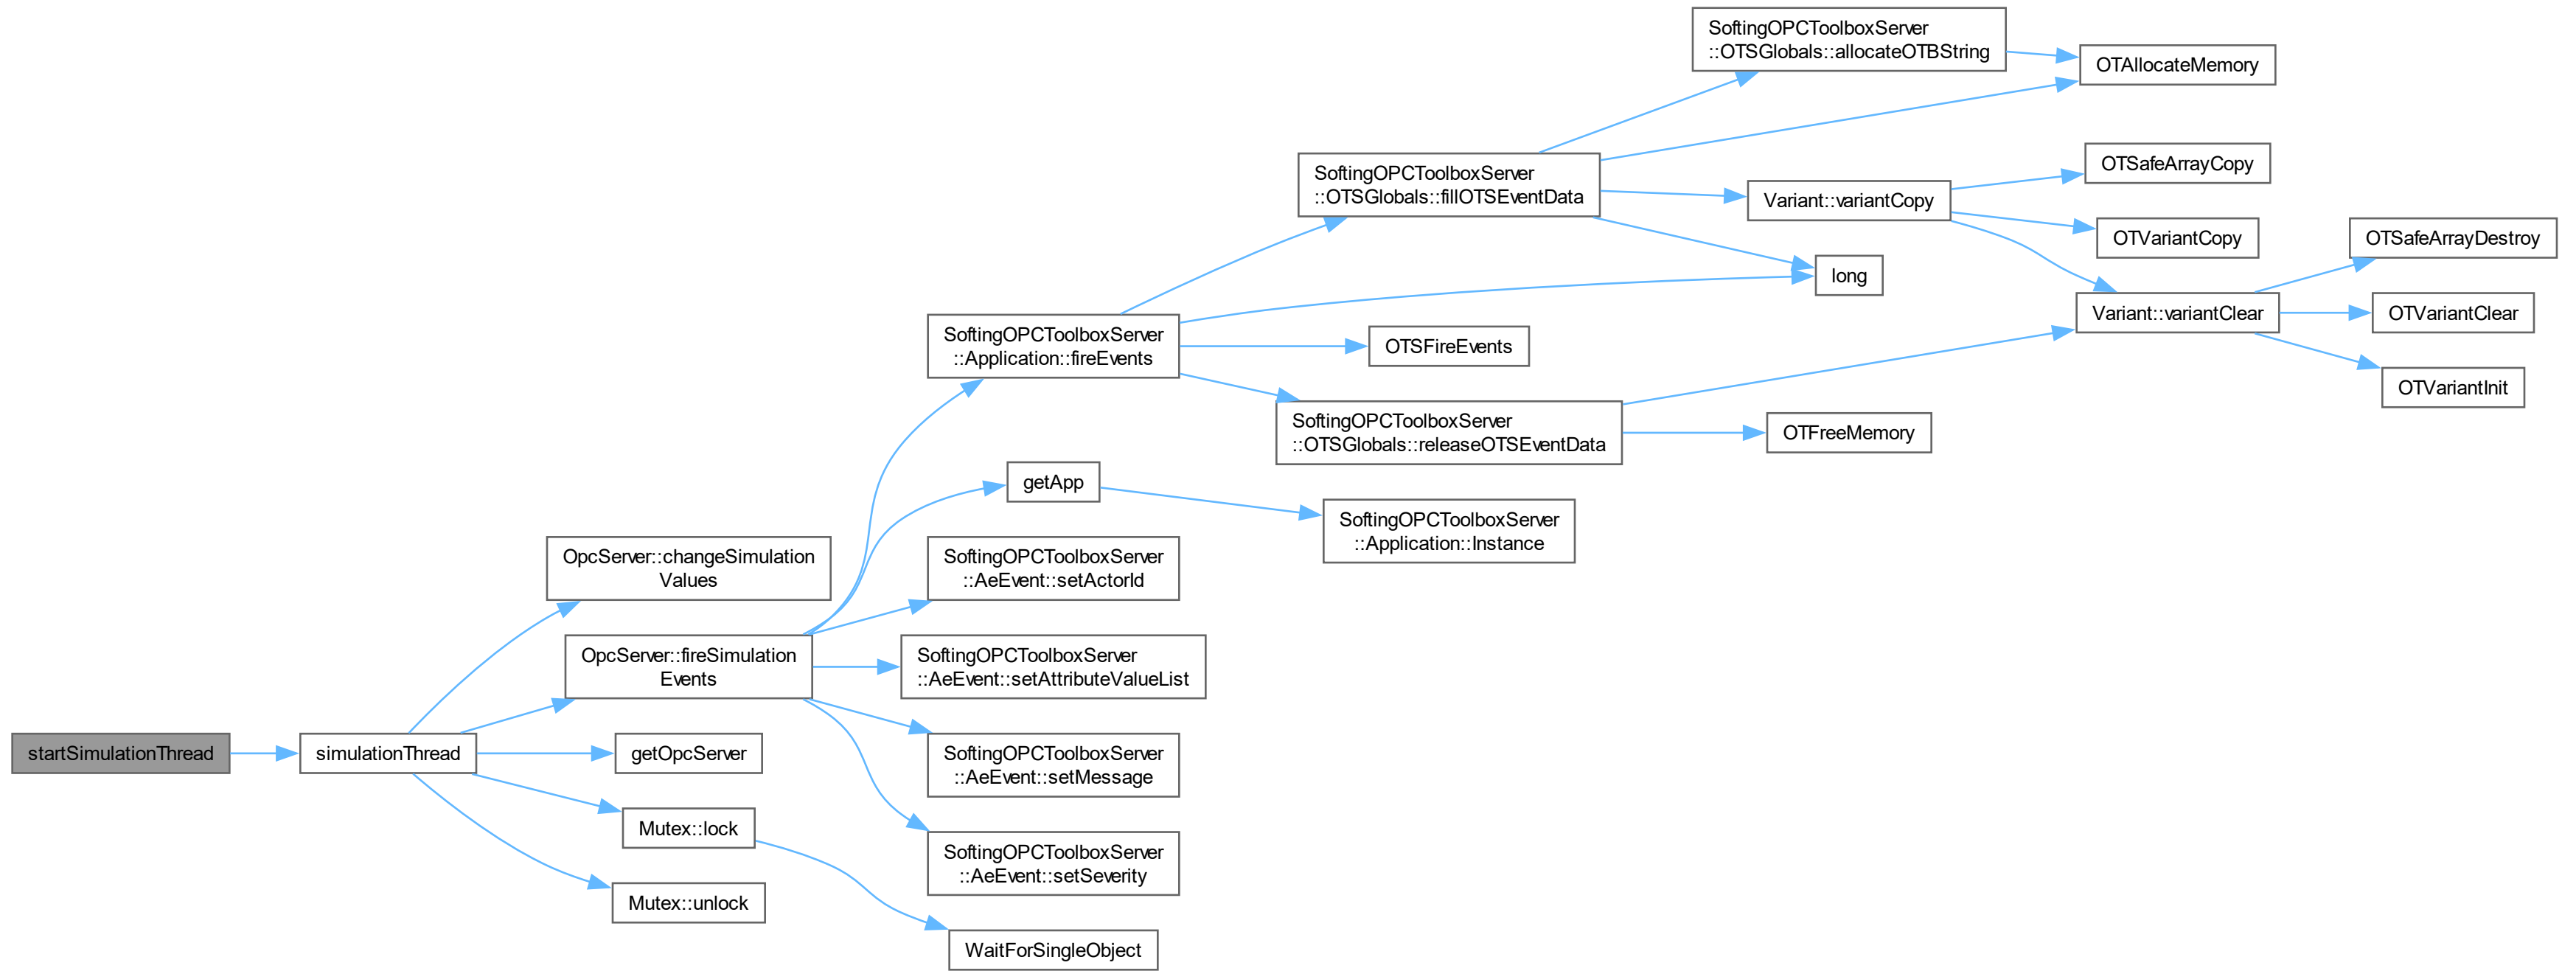 startSimulationThread
simulationThread
OpcServer::changeSimulation
Values
OpcServer::fireSimulation
Events
getOpcServer
Mutex::lock
Mutex::unlock
SoftingOPCToolboxServer
::Application::fireEvents
getApp
SoftingOPCToolboxServer
::AeEvent::setActorId
SoftingOPCToolboxServer
::AeEvent::setAttributeValueList
SoftingOPCToolboxServer
::AeEvent::setMessage
SoftingOPCToolboxServer
::AeEvent::setSeverity
WaitForSingleObject
SoftingOPCToolboxServer
::OTSGlobals::fillOTSEventData
OTSFireEvents
SoftingOPCToolboxServer
::OTSGlobals::releaseOTSEventData
SoftingOPCToolboxServer
::Application::Instance
SoftingOPCToolboxServer
::OTSGlobals::allocateOTBString
Variant::variantCopy
long
OTFreeMemory
OTAllocateMemory
OTSafeArrayCopy
OTVariantCopy
Variant::variantClear
OTSafeArrayDestroy
OTVariantClear
OTVariantInit